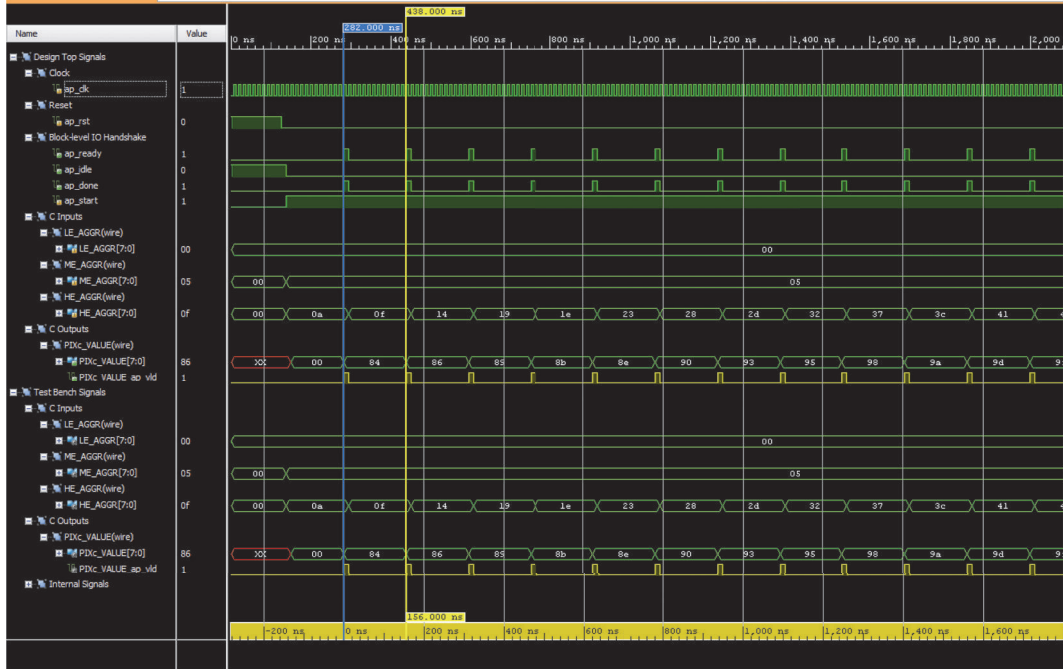 438.000 ns
282.000 ns
Name Value
0 ns 200 ns 400 ns 600 ns 800 ns 1,000 ns 1,200 ns 1,400 ns 1,600 ns 1,800 ns 2,000
Design Top Signals
Clock
ap_clk 1
Reset
ap_rst 0
Block-level IO Handshake
ap_ready 1
ap_idle 0
ap_done 1
ap_start 1
C Inputs
LE_AGGR(wire)
LE_AGGR[7:0] 00 00
ME_AGGR(wire)
ME_AGGR[7:0] 05 00 05
HE_AGGR(wire)
HE_AGGR[7:0] 0f 00 0a 0f 14 19 1e 23 28 2d 32 37 3c 41 4
C Outputs
PIXc_VALUE(wire)
PIXc_VALUE[7:0] 86 XX 00 84 86 89 8b 8e 90 93 95 98 9a 9d 9
PIXc_VALUE_ap_vld 1
Test Bench Signals
C Inputs
LE_AGGR(wire)
LE_AGGR[7:0] 00 00
ME_AGGR(wire)
ME_AGGR[7:0] 05 00 05
HE_AGGR(wire)
HE_AGGR[7:0] 0f 00 0a 0f 14 19 1e 23 28 2d 32 37 3c 41 4
C Outputs
PIXc_VALUE(wire)
PIXc_VALUE[7:0] 86 XX 00 84 86 89 8b 8e 90 93 95 98 9a 9d 9
PIXc_VALUE_ap_vld 1
Internal Signals
156.000 ns
-200 ns 0 ns 200 ns 400 ns 600 ns 800 ns 1,000 ns 1,200 ns 1,400 ns 1,600 ns